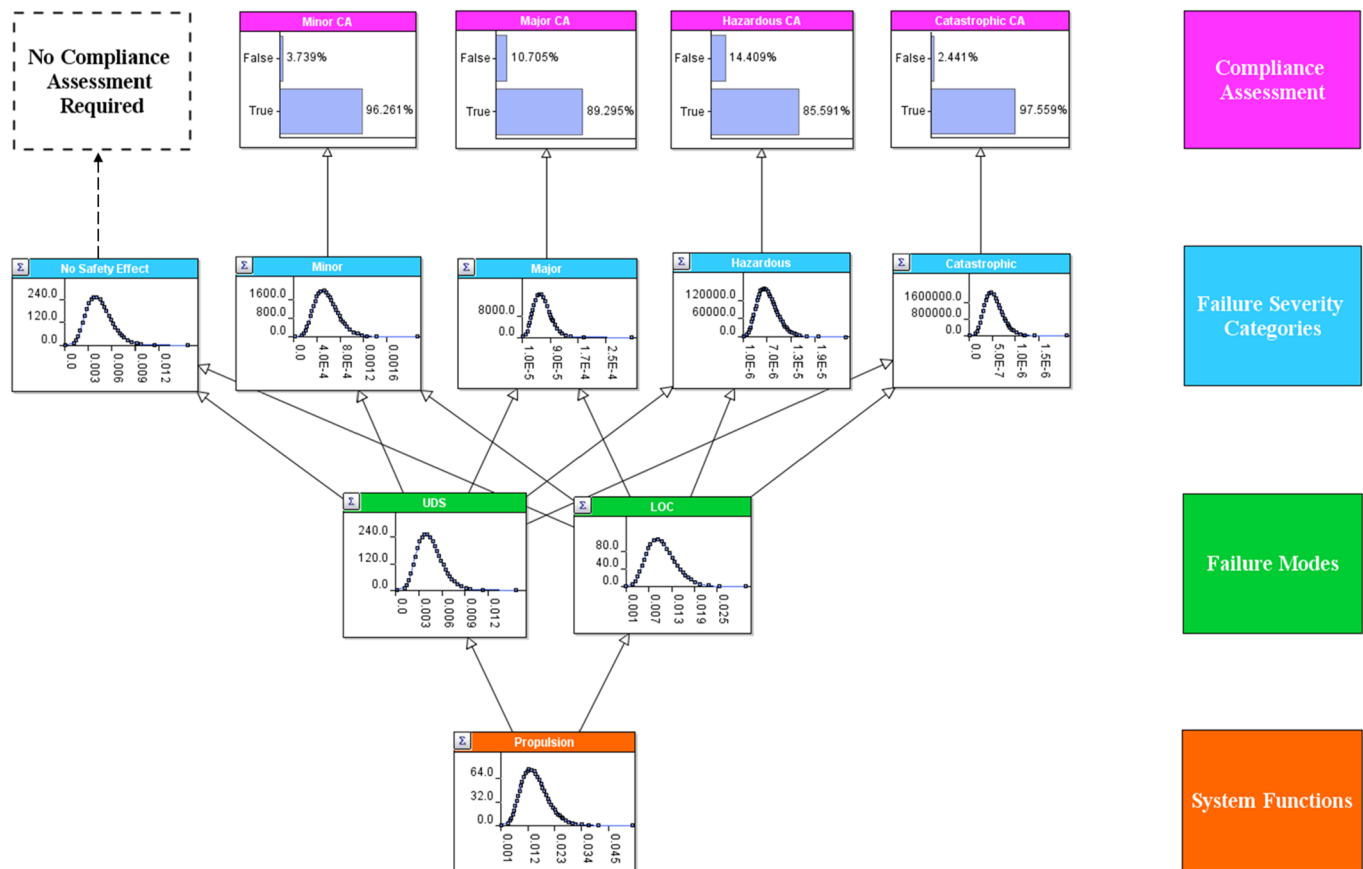 No Compliance
Assessment
Required
Minor CA
False
3.739%
True
96.261%
Major CA
False
10.705%
True
89.295%
Hazardous CA
False
14.409%
True
85.591%
Catastrophic CA
False
2.441%
True
97.559%
Compliance
Assessment
Σ No Safety Effect
240.0
120.0
0.0
0.0
0.003
0.006
0.009
0.012
Σ Minor
1600.0
800.0
0.0
0.0
4.0E-4
8.0E-4
0.0012
0.0016
Σ Major
8000.0
0.0
1.0E-5
9.0E-5
1.7E-4
2.5E-4
Σ Hazardous
120000.0
60000.0
0.0
1.0E-6
7.0E-6
1.3E-5
1.9E-5
Σ Catastrophic
1600000.0
800000.0
0.0
0.0
5.0E-7
1.0E-6
1.5E-6
Failure Severity
Categories
Σ UDS
240.0
120.0
0.0
0.0
0.003
0.006
0.009
0.012
Σ LOC
80.0
40.0
0.0
0.001
0.007
0.013
0.019
0.025
Failure Modes
Σ Propulsion
64.0
32.0
0.0
0.001
0.012
0.023
0.034
0.045
System Functions